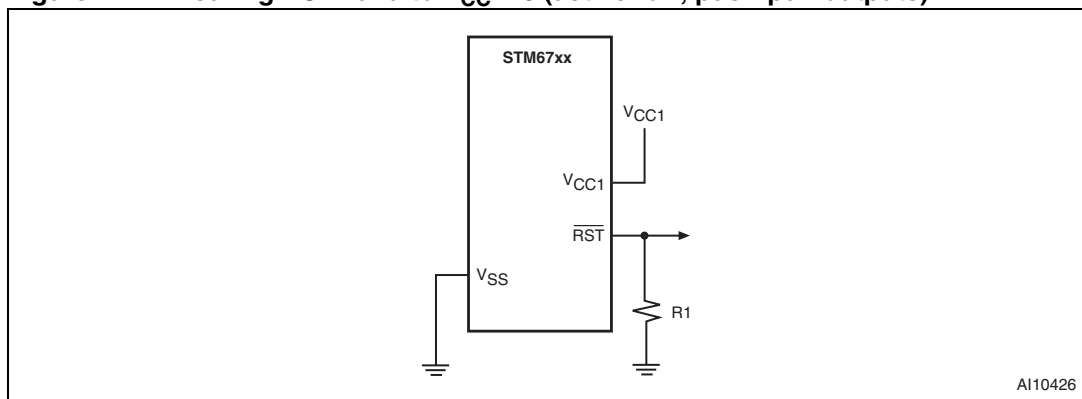 STM67xx
VCC1
VCC1
RST
VSS
R1
AI10426